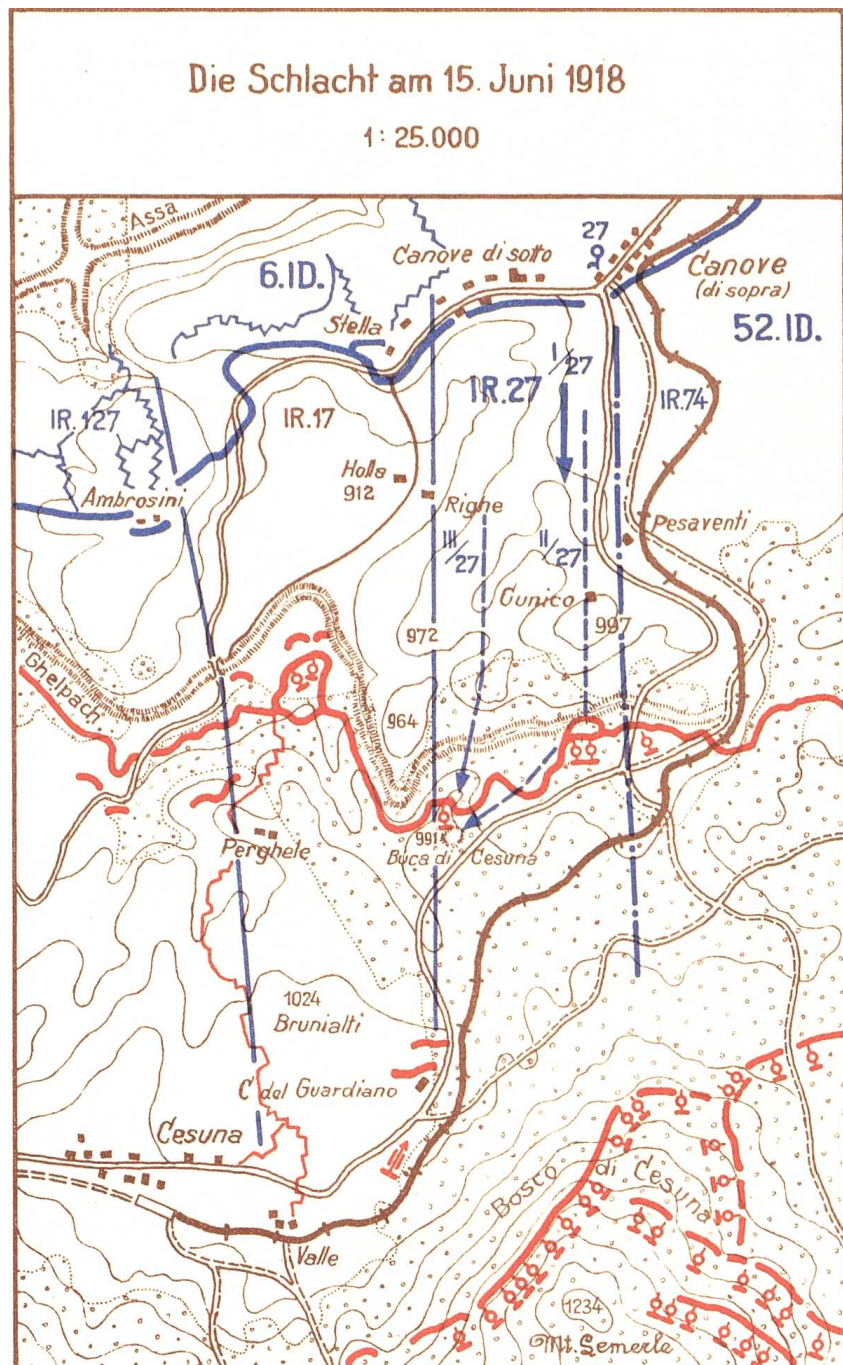 Die Schlacht am 15. Juni 1918
1:25.000
Assa
27
6.ID.
Canove di sotto
Canove
(di sopra)
Stella
52.ID.
I/27
IR.27
IR.74
IR.127
IR.17
Holla
912
Ambrosini
Righe
Pesaventi
III/27
II/27
Cunico
987
972
Ghelpach.
964
Perghele
991
Buca di Cesuna
1024
Brunialti
C. del Guardiano
Cesuna
Bosco di Cesuna
Valle
1234
Mt. Lemerle